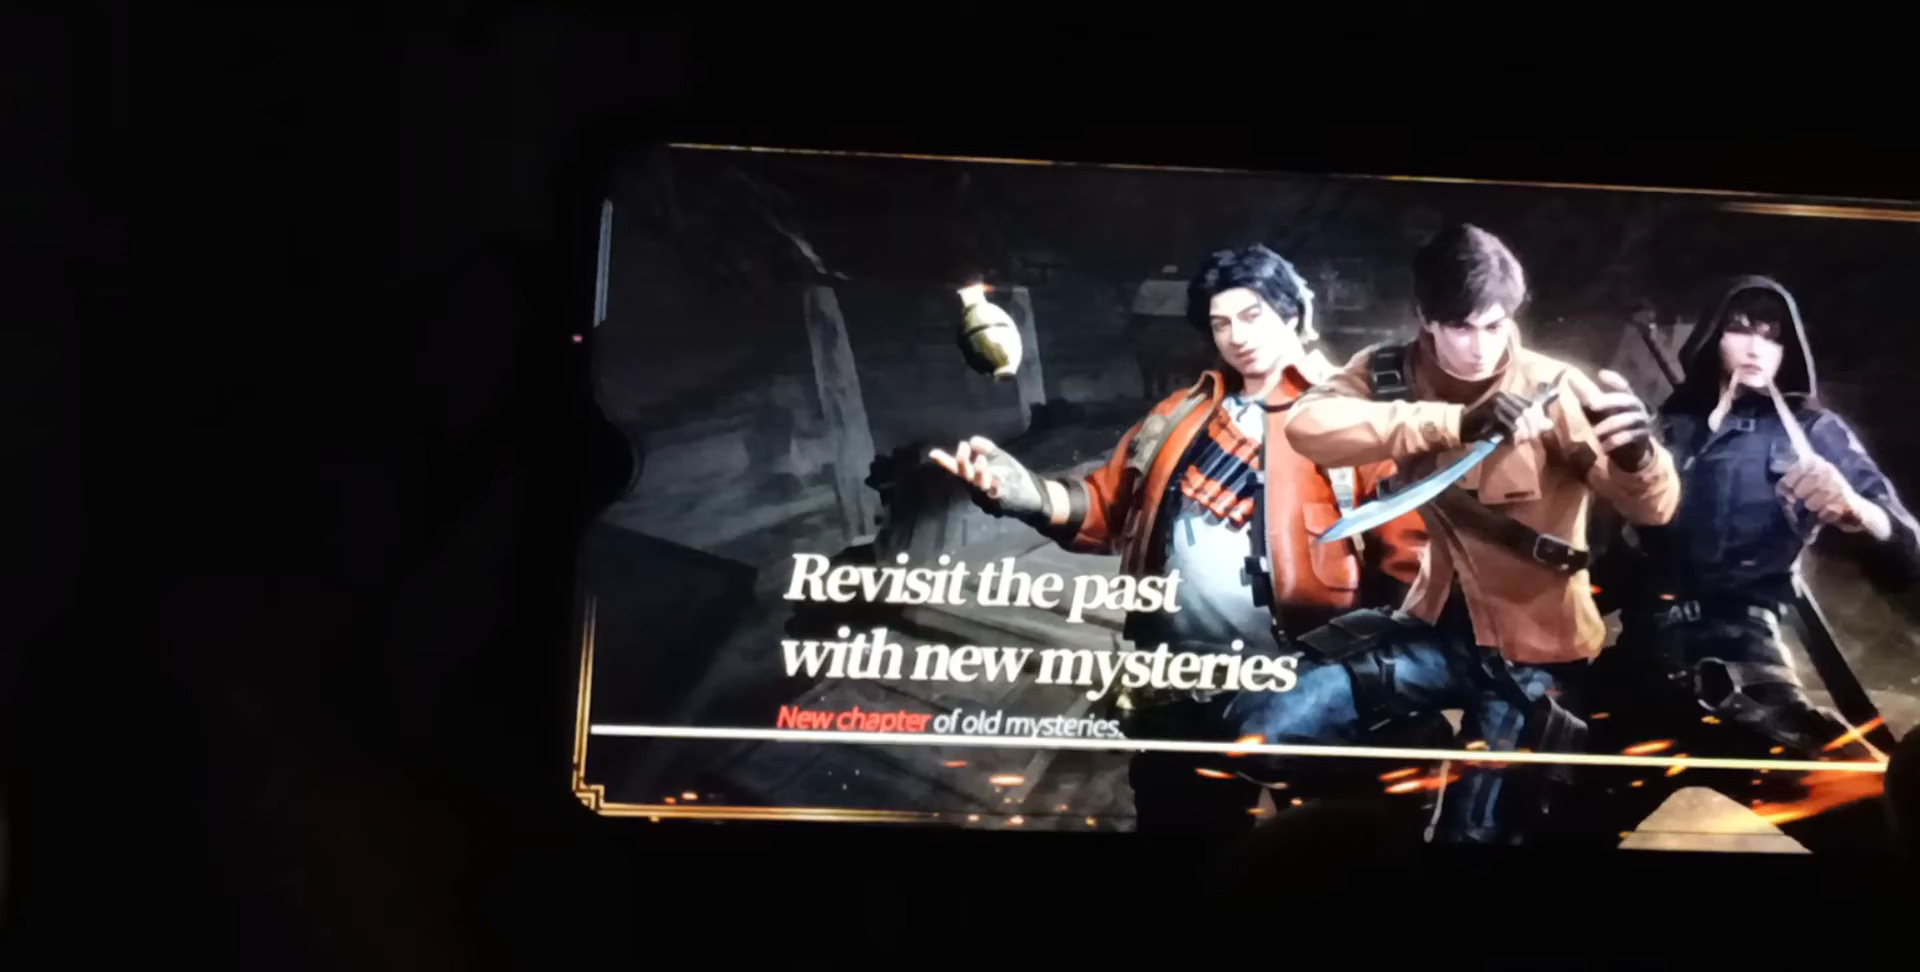 Revisit the past
with new mysteries
New chapter of old mysteries.